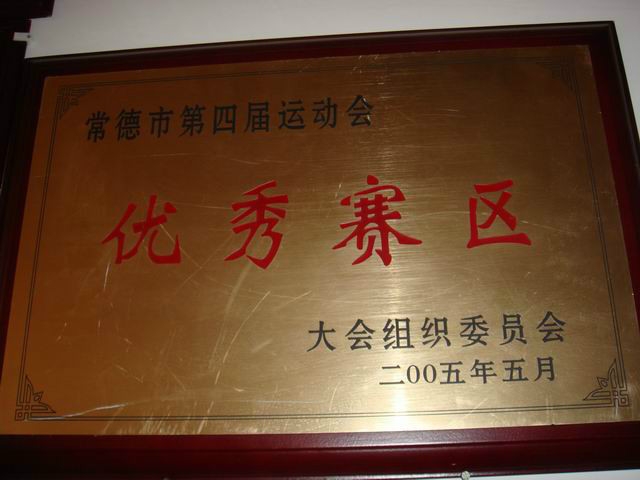 常德市第四届运动会
优秀赛区
大会组织委员会
二00五年五月